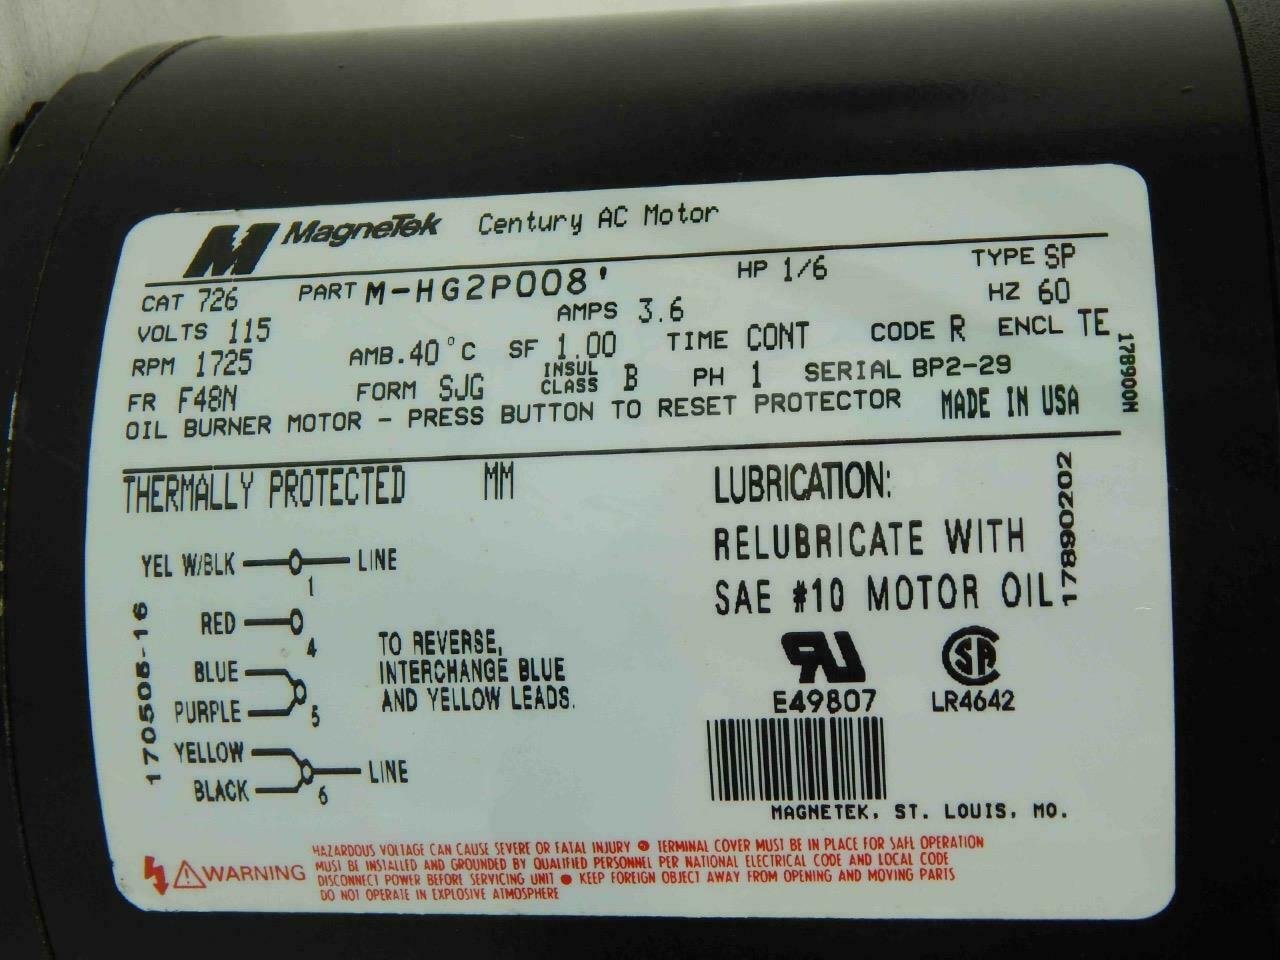 MagneTek Century AC Motor
CAT 726 PART M-HG2P008' HP 1/6 TYPE SP
VOLTS 115 AMPS 3.6 HZ 60
RPM 1725 AMB. 40°C SF 1.00 TIME CONT CODE R ENCL TE
FR F48N FORM SJG INSUL CLASS B PH 1 SERIAL BP2-29
OIL BURNER MOTOR - PRESS BUTTON TO RESET PROTECTOR MADE IN USA
178900M
THERMALLY PROTECTED MM
YEL W/BLK 1 LINE
RED 4
BLUE
PURPLE 5
YELLOW
BLACK 6 LINE
170505-16
TO REVERSE,
INTERCHANGE BLUE
AND YELLOW LEADS.
LUBRICATION:
RELUBRICATE WITH
SAE #10 MOTOR OIL
17890202
RU SA
E49807 LR4642
MAGNETEK, ST. LOUIS, MO.
WARNING
HAZARDOUS VOLTAGE CAN CAUSE SEVERE OR FATAL INJURY ● TERMINAL COVER MUST BE IN PLACE FOR SAFE OPERATION
MUST BE INSTALLED AND GROUNDED BY QUALIFIED PERSONNEL PER NATIONAL ELECTRICAL CODE AND LOCAL CODE
DISCONNECT POWER BEFORE SERVICING UNIT ● KEEP FOREIGN OBJECT AWAY FROM OPENING AND MOVING PARTS
DO NOT OPERATE IN EXPLOSIVE ATMOSPHERE